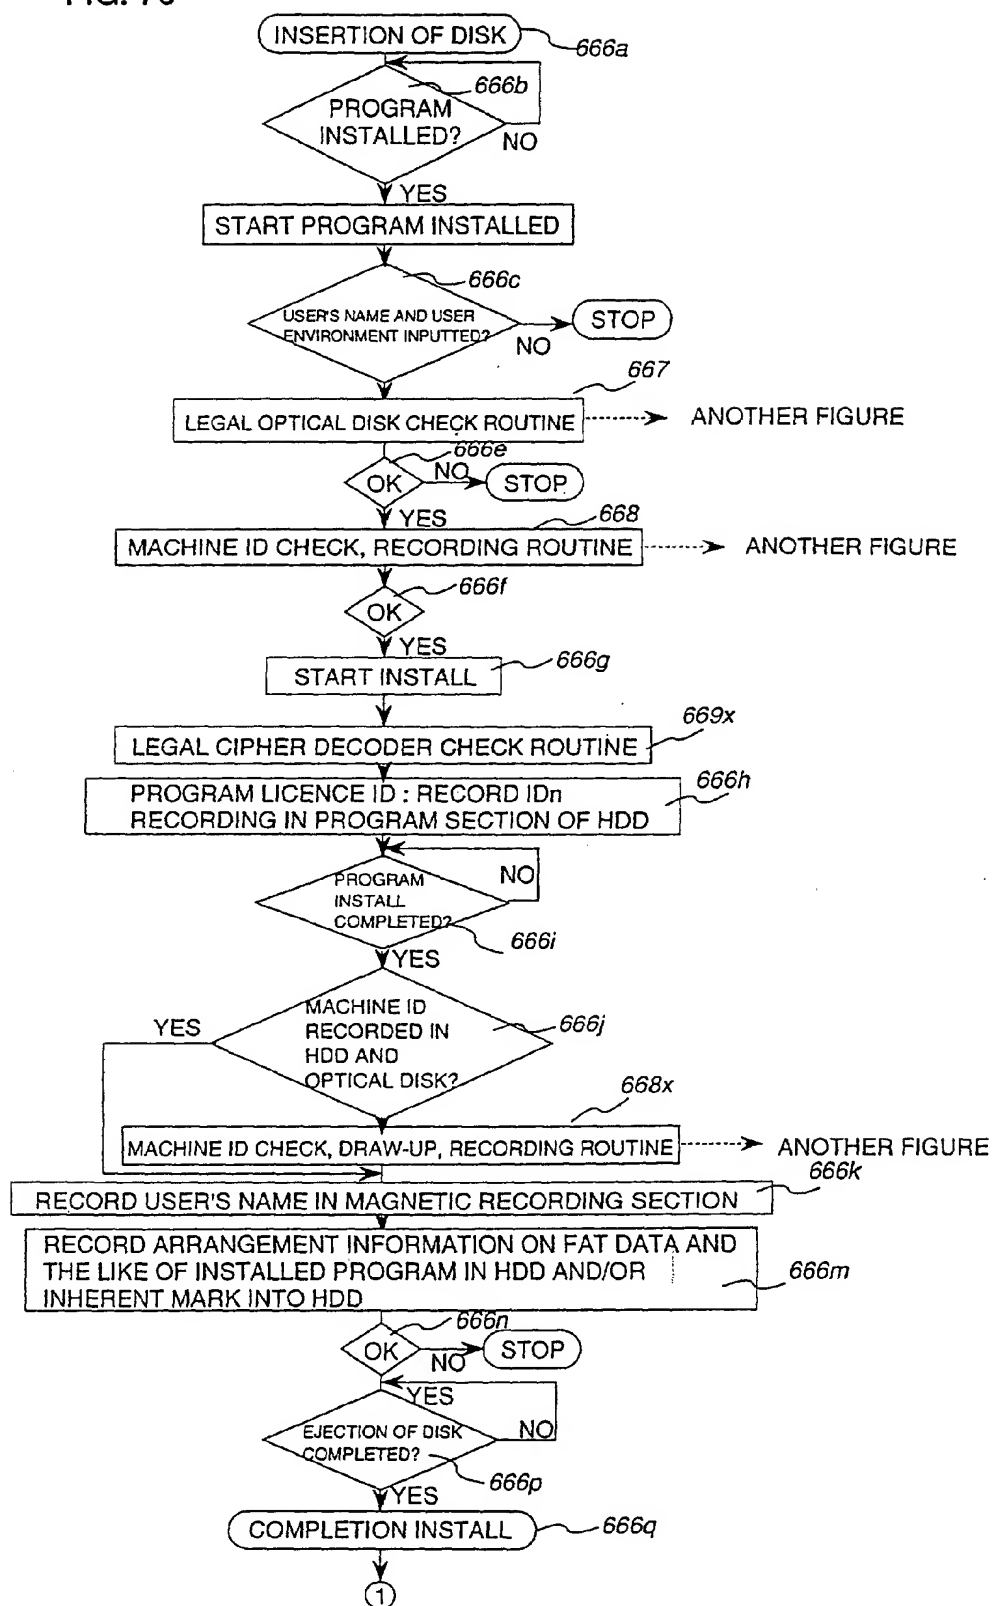 INSERTION OF DISK
666a
666b
PROGRAM
INSTALLED?
NO
YES
START PROGRAM INSTALLED
666c
USER'S NAME AND USER
ENVIRONMENT INPUTTED?
STOP
NO
667
LEGAL OPTICAL DISK CHECK ROUTINE
ANOTHER FIGURE
666e
OK
NO
STOP
YES
668
MACHINE ID CHECK, RECORDING ROUTINE
ANOTHER FIGURE
666f
OK
YES
START INSTALL
666g
669x
LEGAL CIPHER DECODER CHECK ROUTINE
666h
PROGRAM LICENCE ID : RECORD IDn
RECORDING IN PROGRAM SECTION OF HDD
NO
PROGRAM
INSTALL
COMPLETED?
666i
YES
MACHINE ID
RECORDED IN
HDD AND
OPTICAL DISK?
YES
666j
668x
MACHINE ID CHECK, DRAW-UP, RECORDING ROUTINE
ANOTHER FIGURE
666k
RECORD USER'S NAME IN MAGNETIC RECORDING SECTION
RECORD ARRANGEMENT INFORMATION ON FAT DATA AND
THE LIKE OF INSTALLED PROGRAM IN HDD AND/OR
INHERENT MARK INTO HDD
666m
666n
OK
NO
STOP
YES
EJECTION OF DISK
COMPLETED?
NO
666p
YES
COMPLETION INSTALL
666q
1